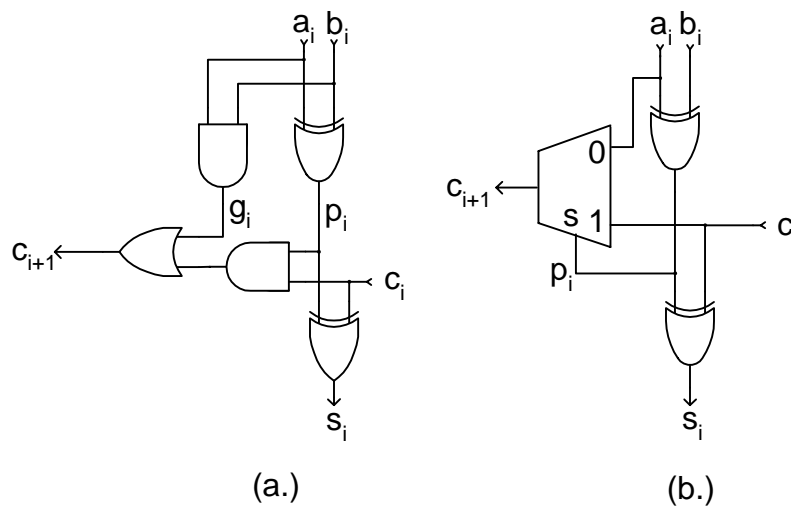 a_i b_i
g_i
p_i
c_{i+1}
c_i
s_i
(a.)
a_i b_i
0
c_{i+1}
s 1
c
p_i
s_i
(b.)